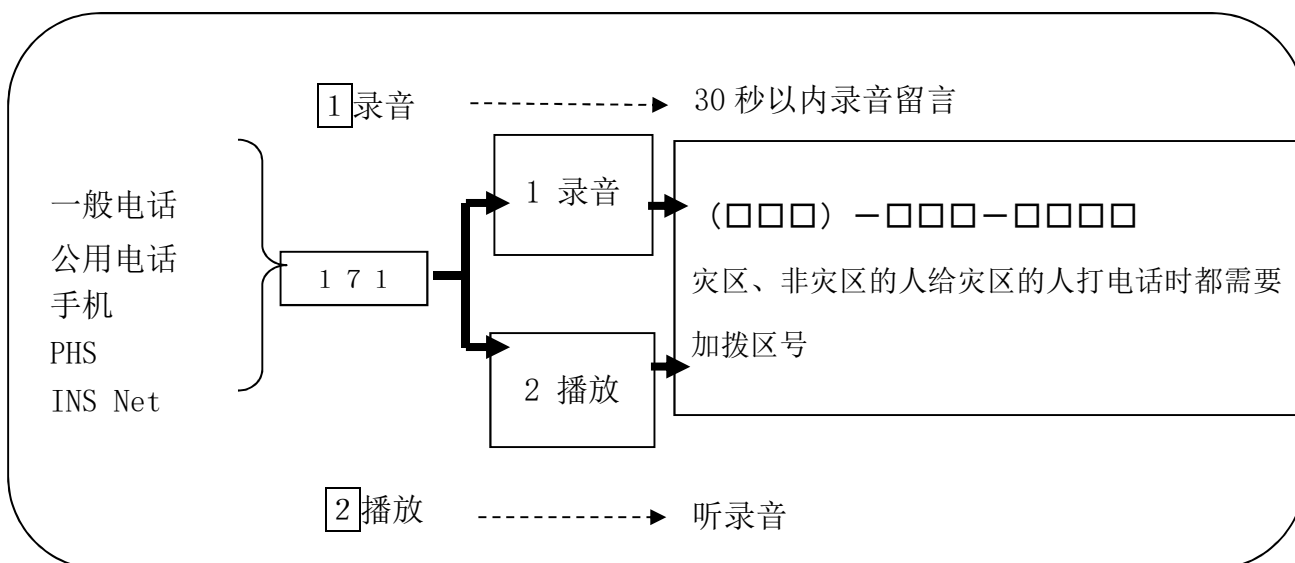 1录音 30秒以内录音留言
一般电话
公用电话
手机
PHS
INS Net
171
1 录音
2 播放
(□□□)-□□□-□□□□
灾区、非灾区的人给灾区的人打电话时都需要
加拨区号
2播放 听录音